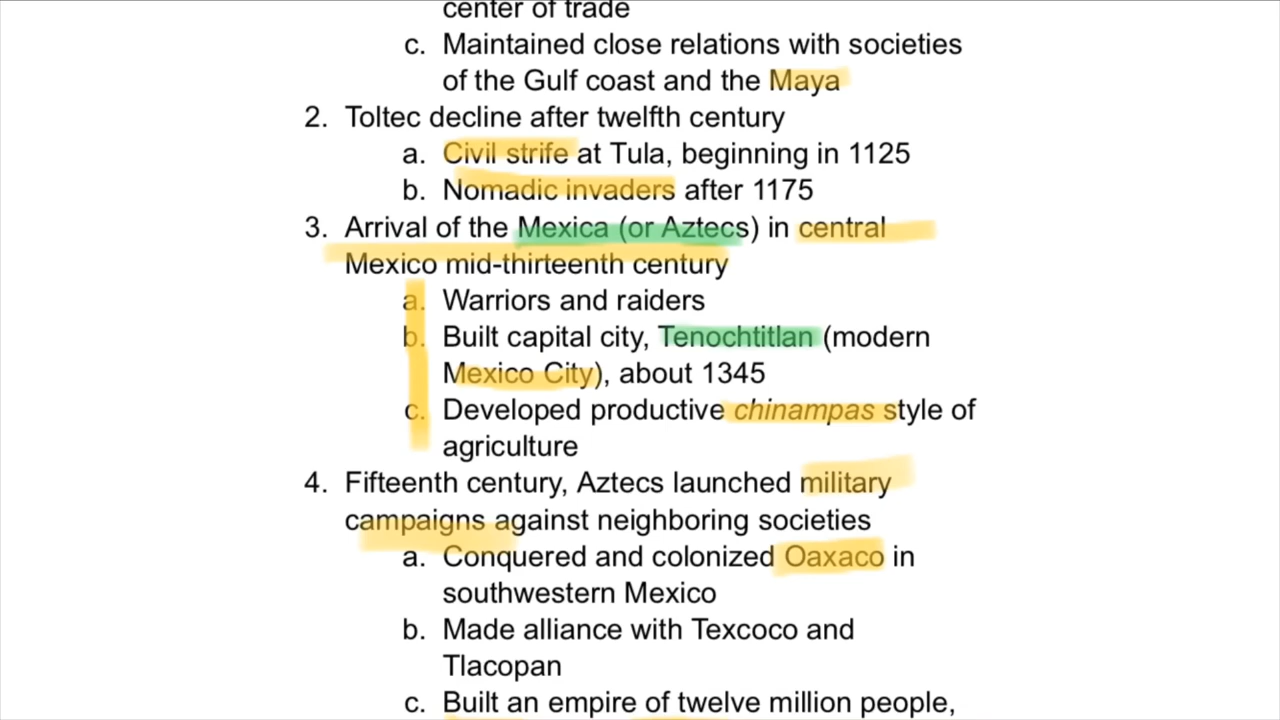 center of trade
c. Maintained close relations with societies
of the Gulf coast and the Maya
2. Toltec decline after twelfth century
a. Civil strife at Tula, beginning in 1125
b. Nomadic invaders after 1175
3. Arrival of the Mexica (or Aztecs) in central
Mexico mid-thirteenth century
a. Warriors and raiders
b. Built capital city, Tenochtitlan (modern
Mexico City), about 1345
c. Developed productive chinampas style of
agriculture
4. Fifteenth century, Aztecs launched military
campaigns against neighboring societies
a. Conquered and colonized Oaxaco in
southwestern Mexico
b. Made alliance with Texcoco and
Tlacopan
c. Built an empire of twelve million people,